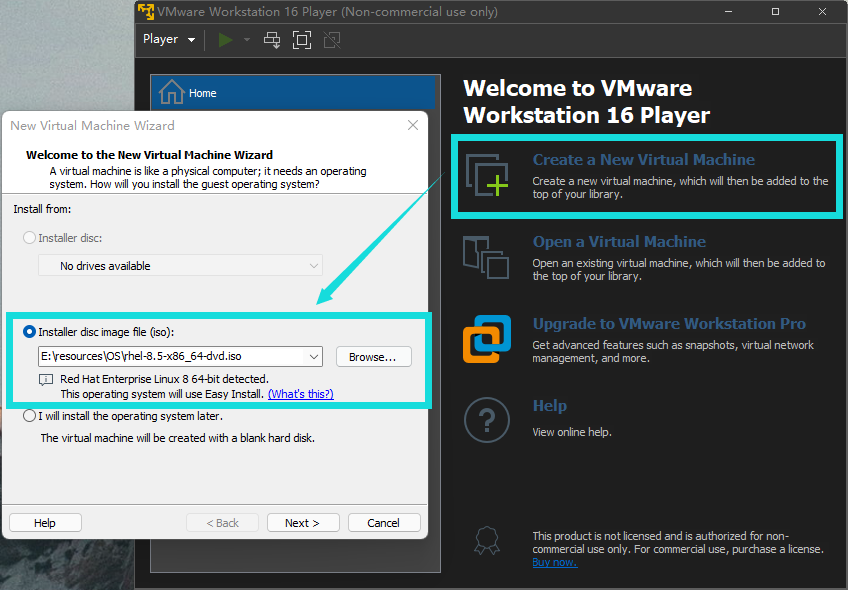 VMware Workstation 16 Player (Non-commercial use only)
Player
Home
Welcome to VMware
Workstation 16 Player
Create a New Virtual Machine
Create a new virtual machine, which will then be added to the
top of your library.
Open a Virtual Machine
Open an existing virtual machine, which will then be added to
the top of your library.
Upgrade to VMware Workstation Pro
Get advanced features such as snapshots, virtual network
management, and more.
?
Help
View online help.
This product is not licensed and is authorized for non-
commercial use only. For commercial use, purchase a license.
Buy now.
New Virtual Machine Wizard
Welcome to the New Virtual Machine Wizard
A virtual machine is like a physical computer; it needs an operating
system. How will you install the guest operating system?
Install from:
Installer disc:
No drives available
Installer disc image file (iso):
E:\resources\OS\rhel-8.5-x86_64-dvd.iso
Browse...
Red Hat Enterprise Linux 8 64-bit detected.
This operating system will use Easy Install. (What's this?)
I will install the operating system later.
The virtual machine will be created with a blank hard disk.
Help
< Back
Next >
Cancel